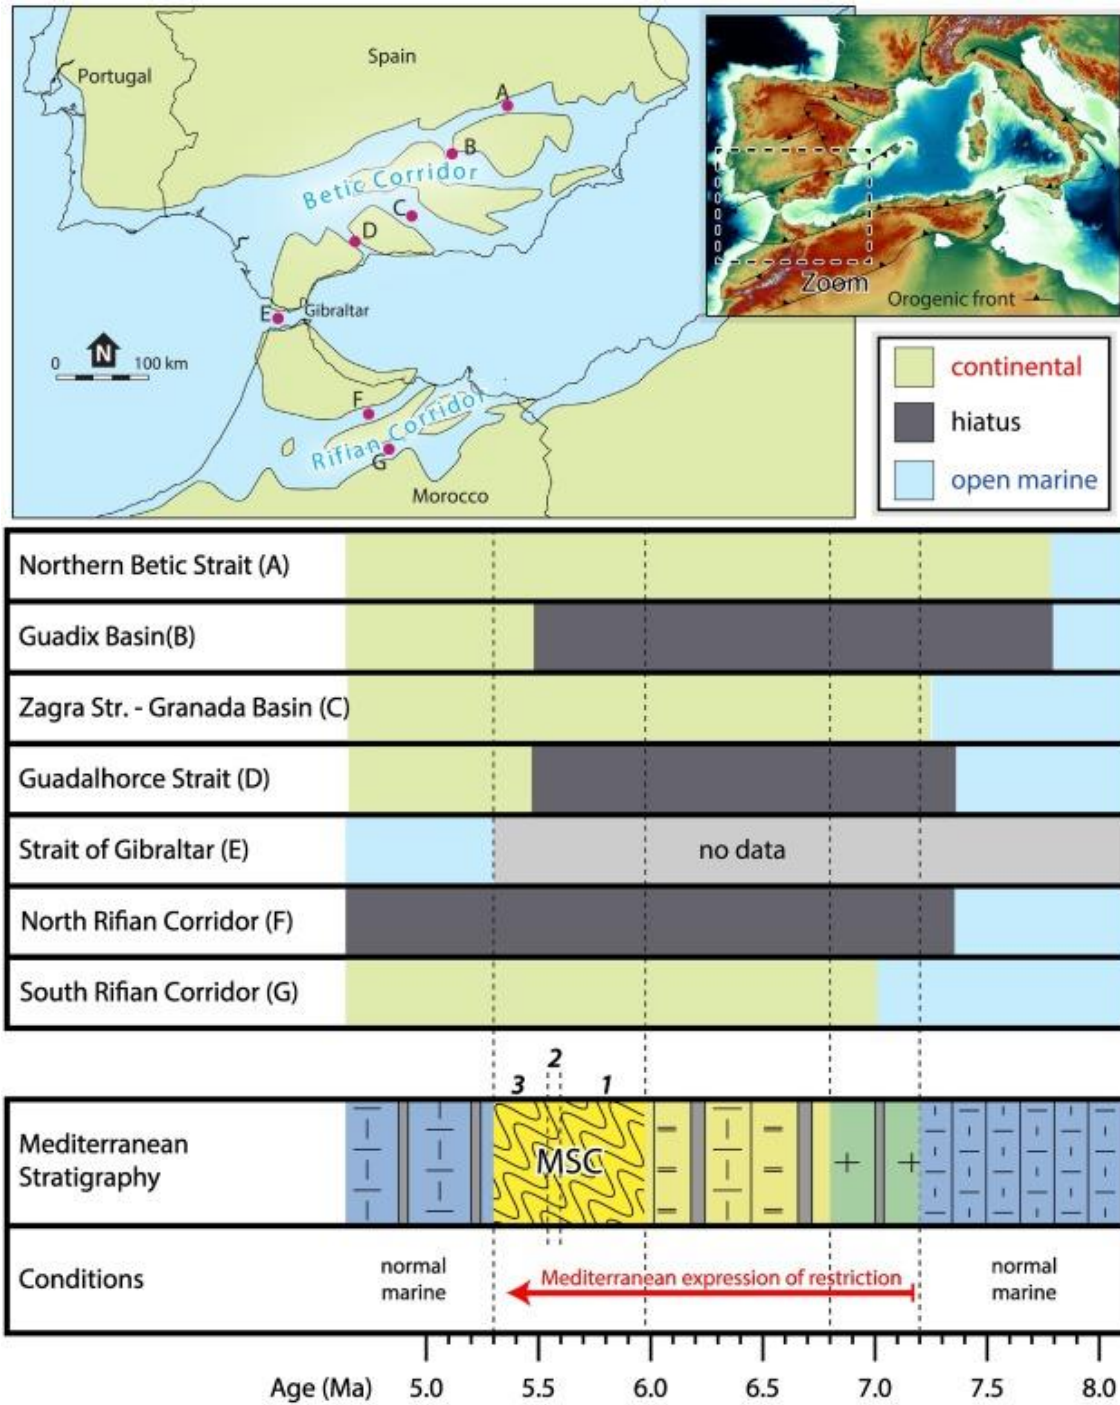 Portugal
Spain
A
B
Betic Corridor
C
D
E
Gibraltar
N
0 100 km
F
Rifian Corridor
G
Morocco
Zoom
Orogenic front
continental
hiatus
open marine
Northern Betic Strait (A)
Guadix Basin(B)
Zagra Str. - Granada Basin (C)
Guadalhorce Strait (D)
Strait of Gibraltar (E)
no data
North Rifian Corridor (F)
South Rifian Corridor (G)
3 2 1
Mediterranean
Stratigraphy
MSC
Conditions
normal
marine
Mediterranean expression of restriction
normal
marine
Age (Ma) 5.0 5.5 6.0 6.5 7.0 7.5 8.0